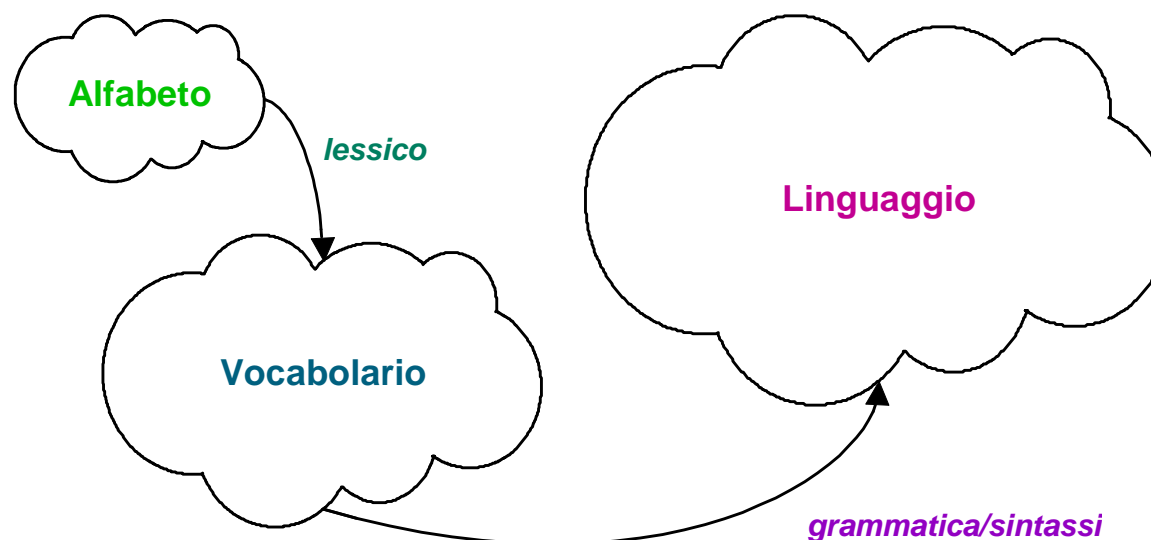 Alfabeto
lessico
Linguaggio
Vocabolario
grammatica/sintassi